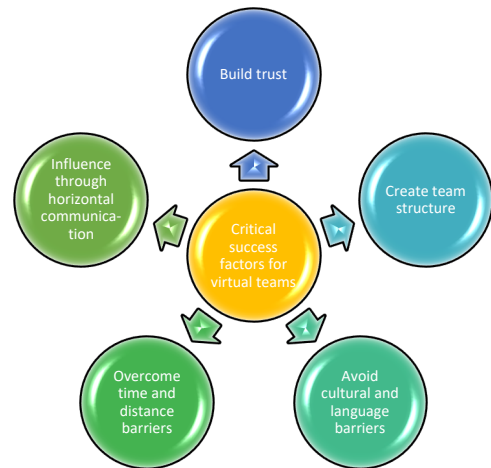 Build trust
Influence
through
horizontal
communica-
tion
Create team
structure
Critical
success
factors for
virtual teams
Overcome
time and
distance
barriers
Avoid
cultural and
language
barriers